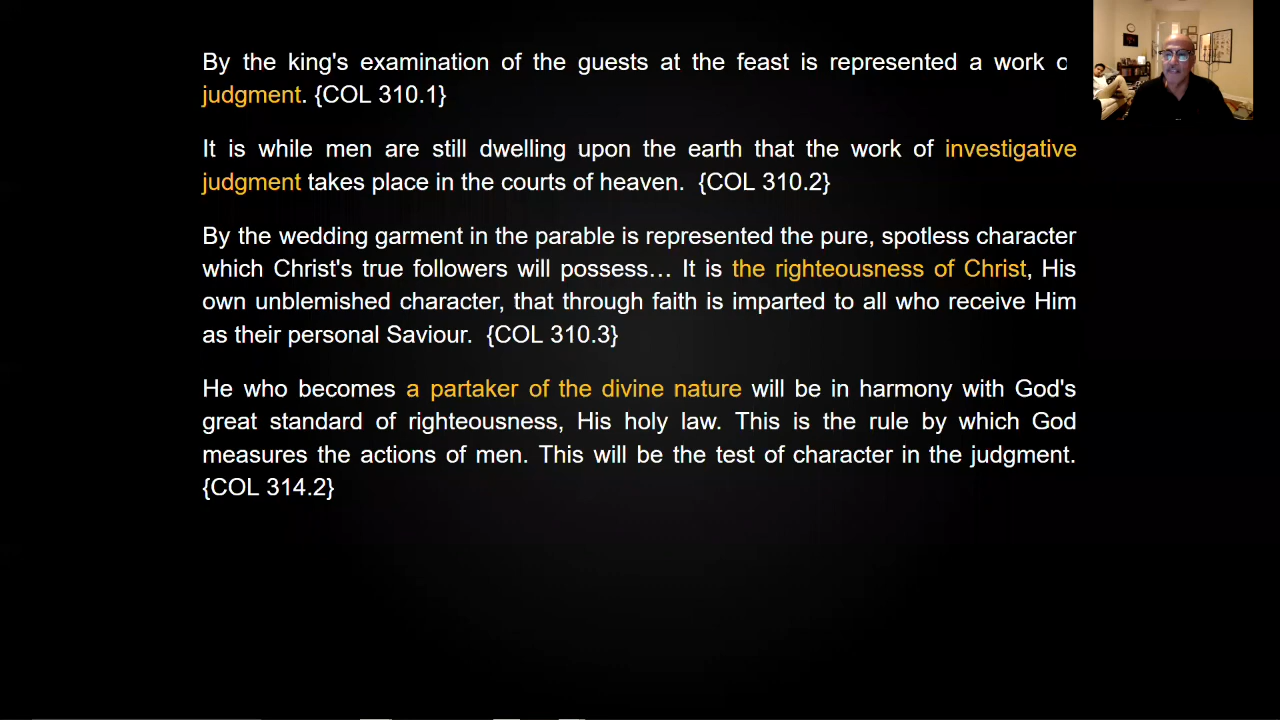 By the king's examination of the guests at the feast is represented a work
judgment. {COL 310.1}
It is while men are still dwelling upon the earth that the work of investigative
judgment takes place in the courts of heaven. {COL 310.2}
By the wedding garment in the parable is represented the pure, spotless character
which Christ's true followers will possess… It is the righteousness of Christ, His
own unblemished character, that through faith is imparted to all who receive Him
as their personal Saviour. {COL 310.3}
He who becomes a partaker of the divine nature will be in harmony with God's
great standard of righteousness, His holy law. This is the rule by which God
measures the actions of men. This will be the test of character in the judgment.
{COL 314.2}